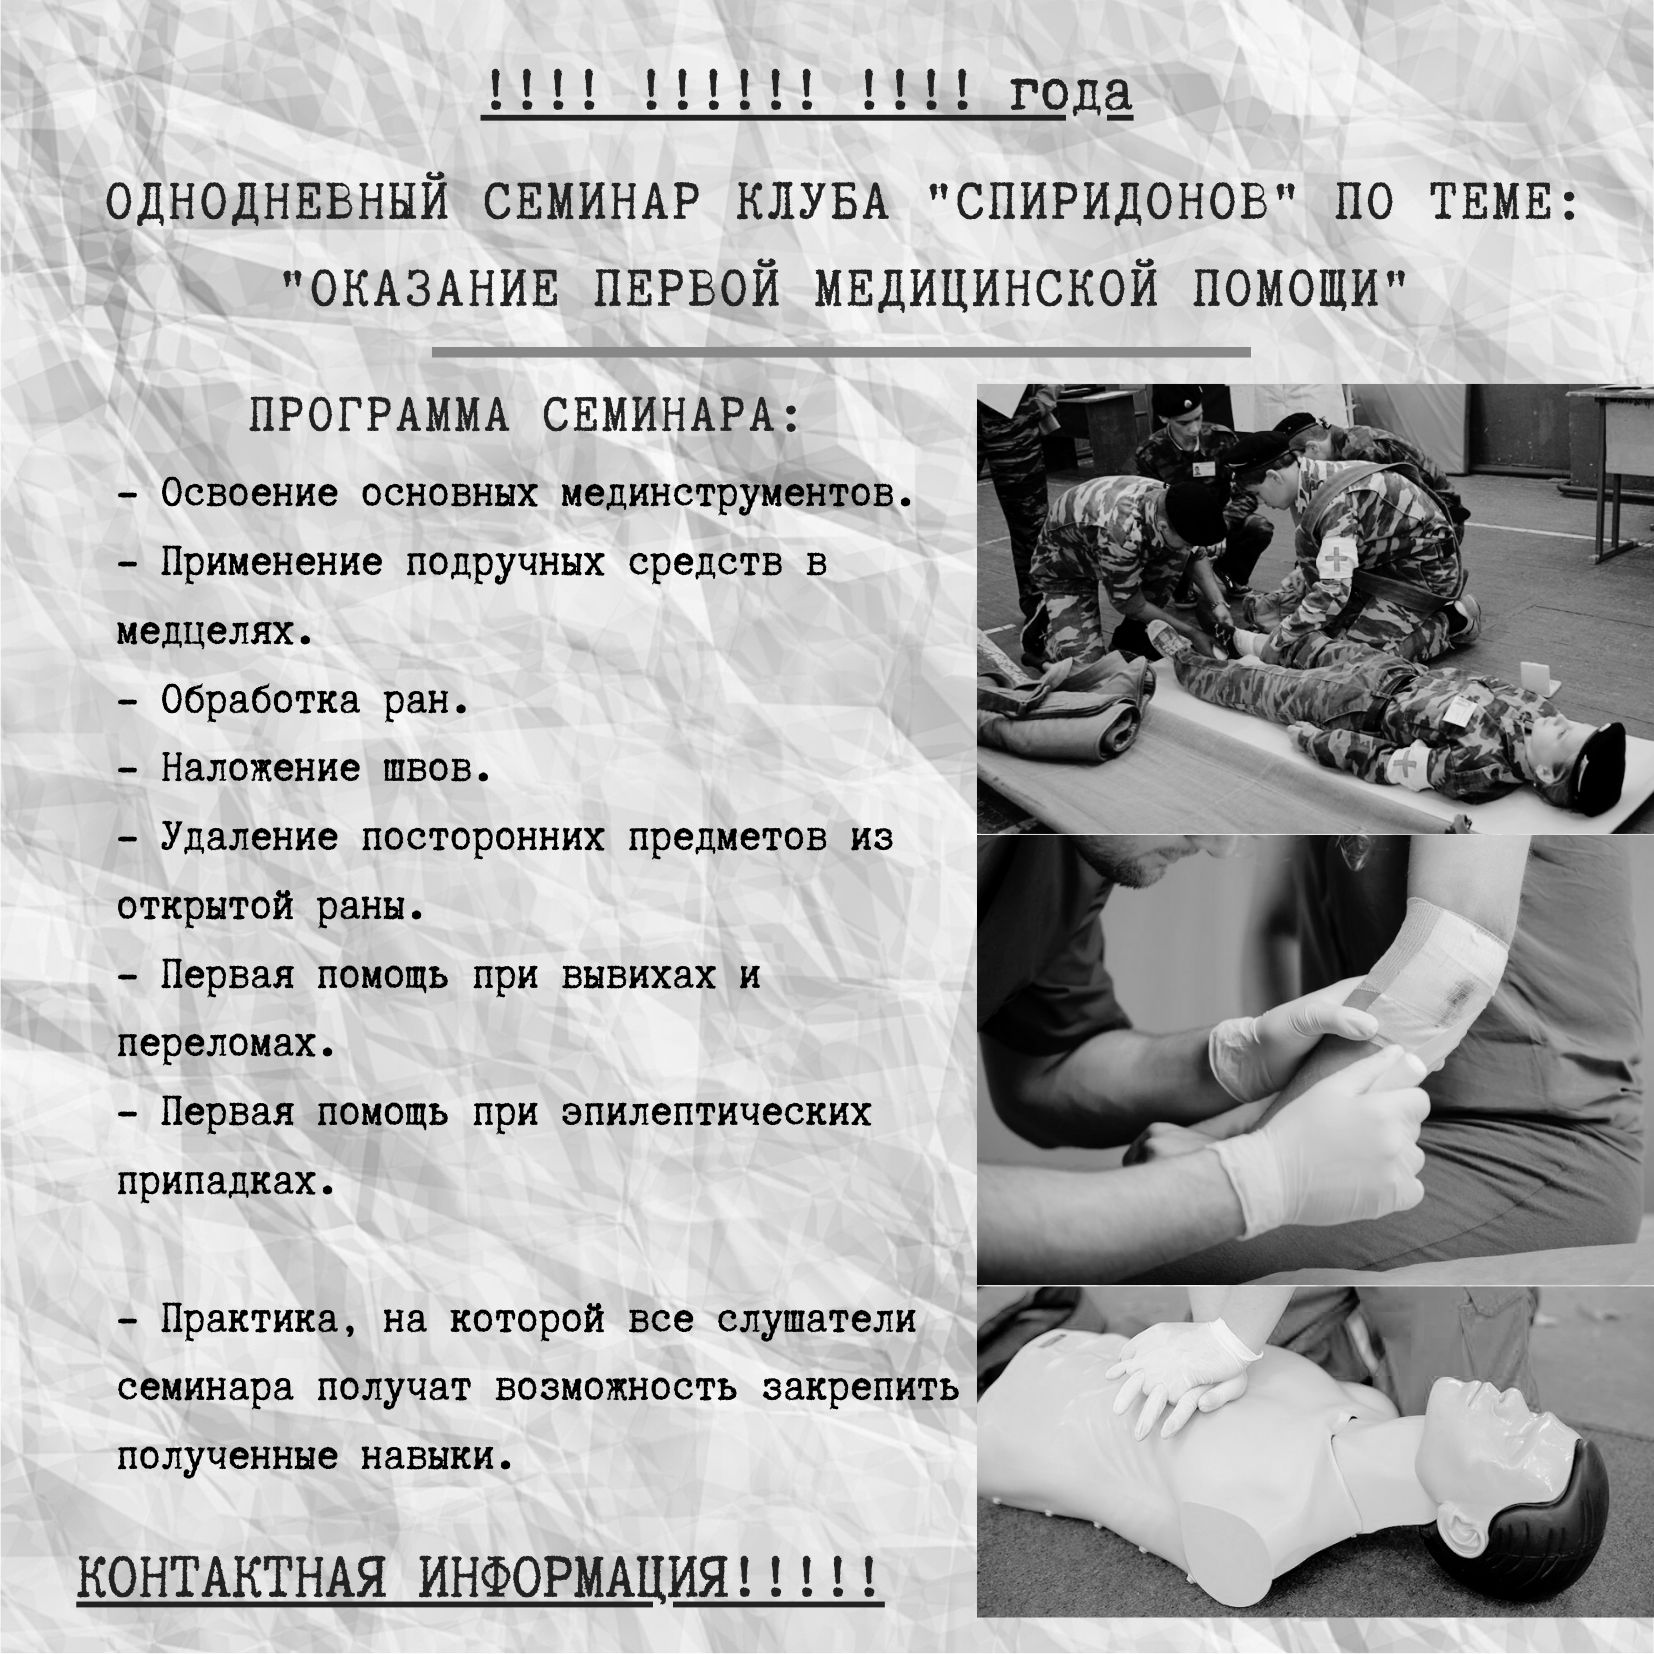 !!!! !!!!!! !!!! года
ОДНОДНЕВНЫЙ СЕМИНАР КЛУБА "СПИРИДОНОВ" ПО ТЕМЕ:
"ОКАЗАНИЕ ПЕРВОЙ МЕДИЦИНСКОЙ ПОМОЩИ"
ПРОГРАММА СЕМИНАРА:
- Освоение основных мединструментов.
- Применение подручных средств в
медцелях.
- Обработка ран.
- Наложение швов.
- Удаление посторонних предметов из
открытой раны.
- Первая помощь при вывихах и
переломах.
- Первая помощь при эпилептических
припадках.
- Практика, на которой все слушатели
семинара получат возможность закрепить
полученные навыки.
КОНТАКТНАЯ ИНФОРМАЦИЯ!!!!!